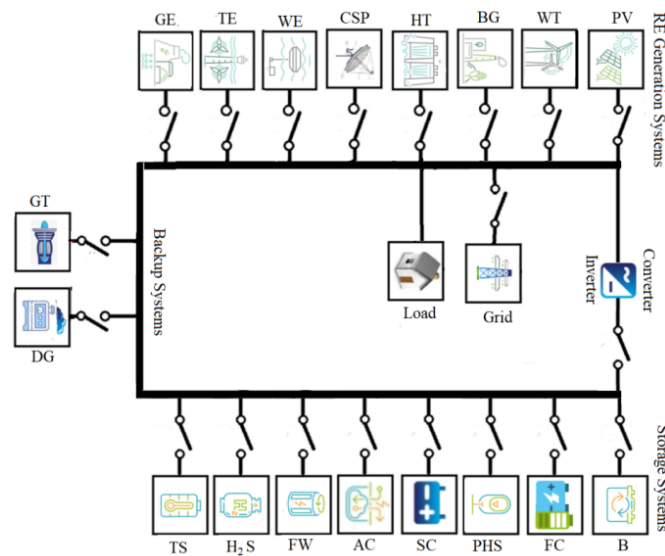 GE TE WE CSP HT BG WT PV
RE Generation Systems
GT
DG
Backup Systems
Load
Grid
Converter
Inverter
Storage Systems
TS H₂ S FW AC SC PHS FC B